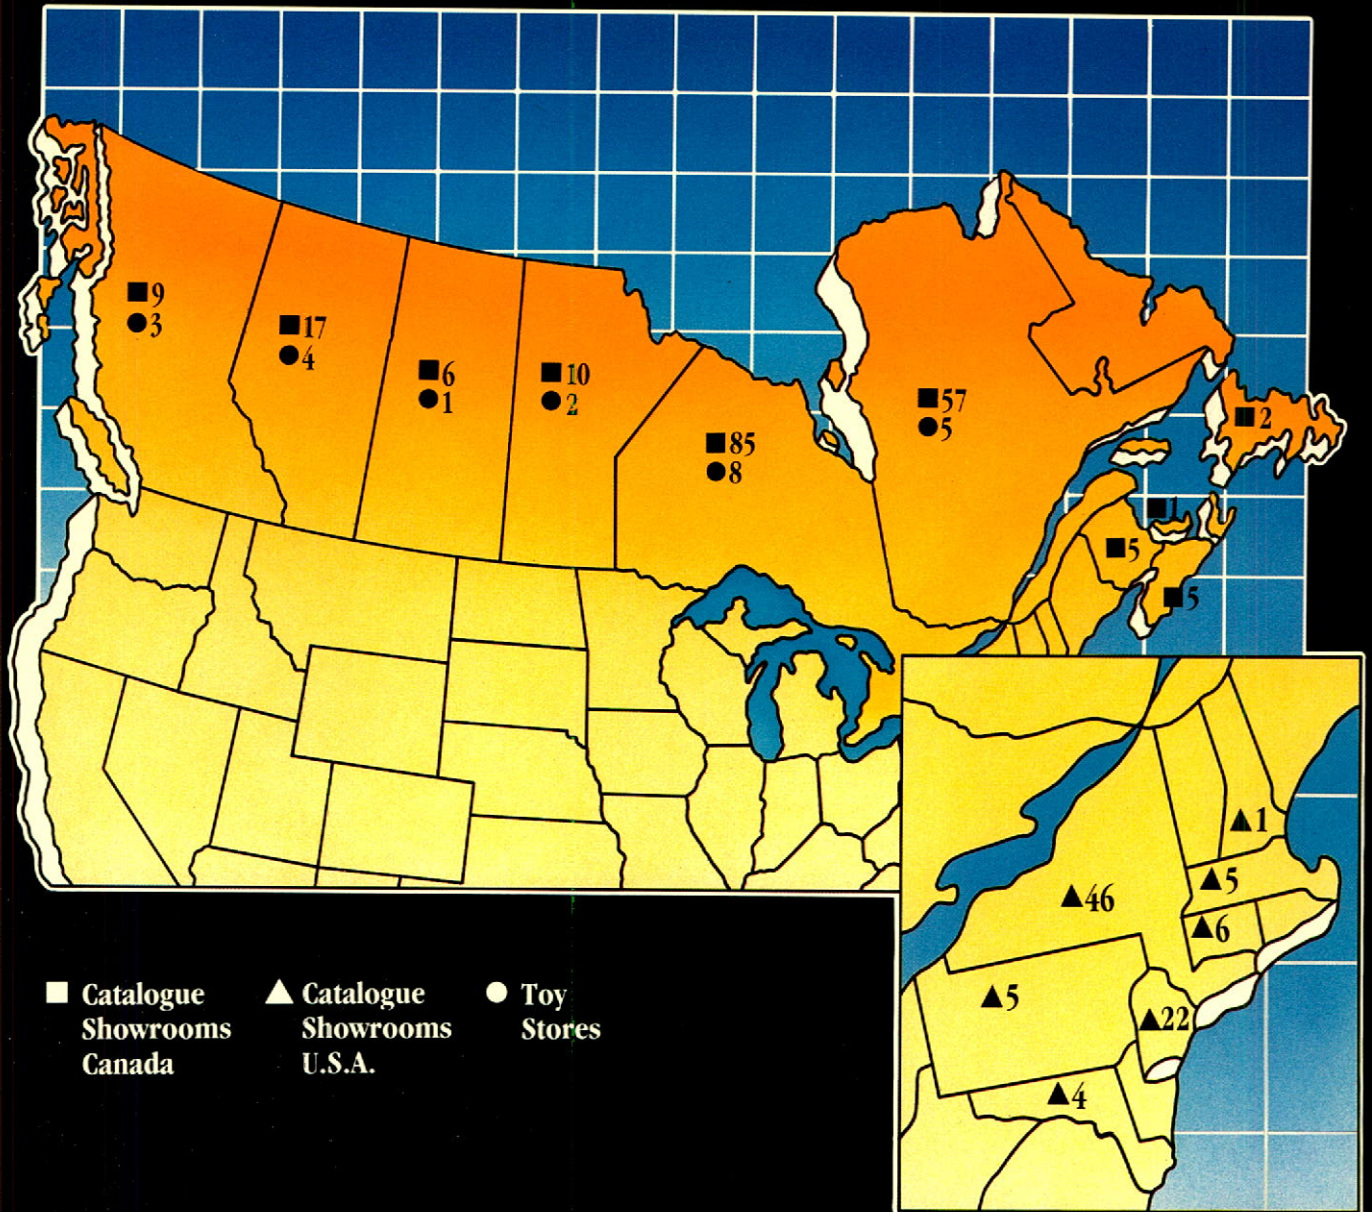 ■9
●3
■17
●4
■6
●1
■10
●2
■85
●8
■57
●5
■2
■1
■5
■5
▲1
▲5
▲46
▲6
▲5
▲22
▲4
■ Catalogue
Showrooms
Canada
▲ Catalogue
Showrooms
U.S.A.
● Toy
Stores